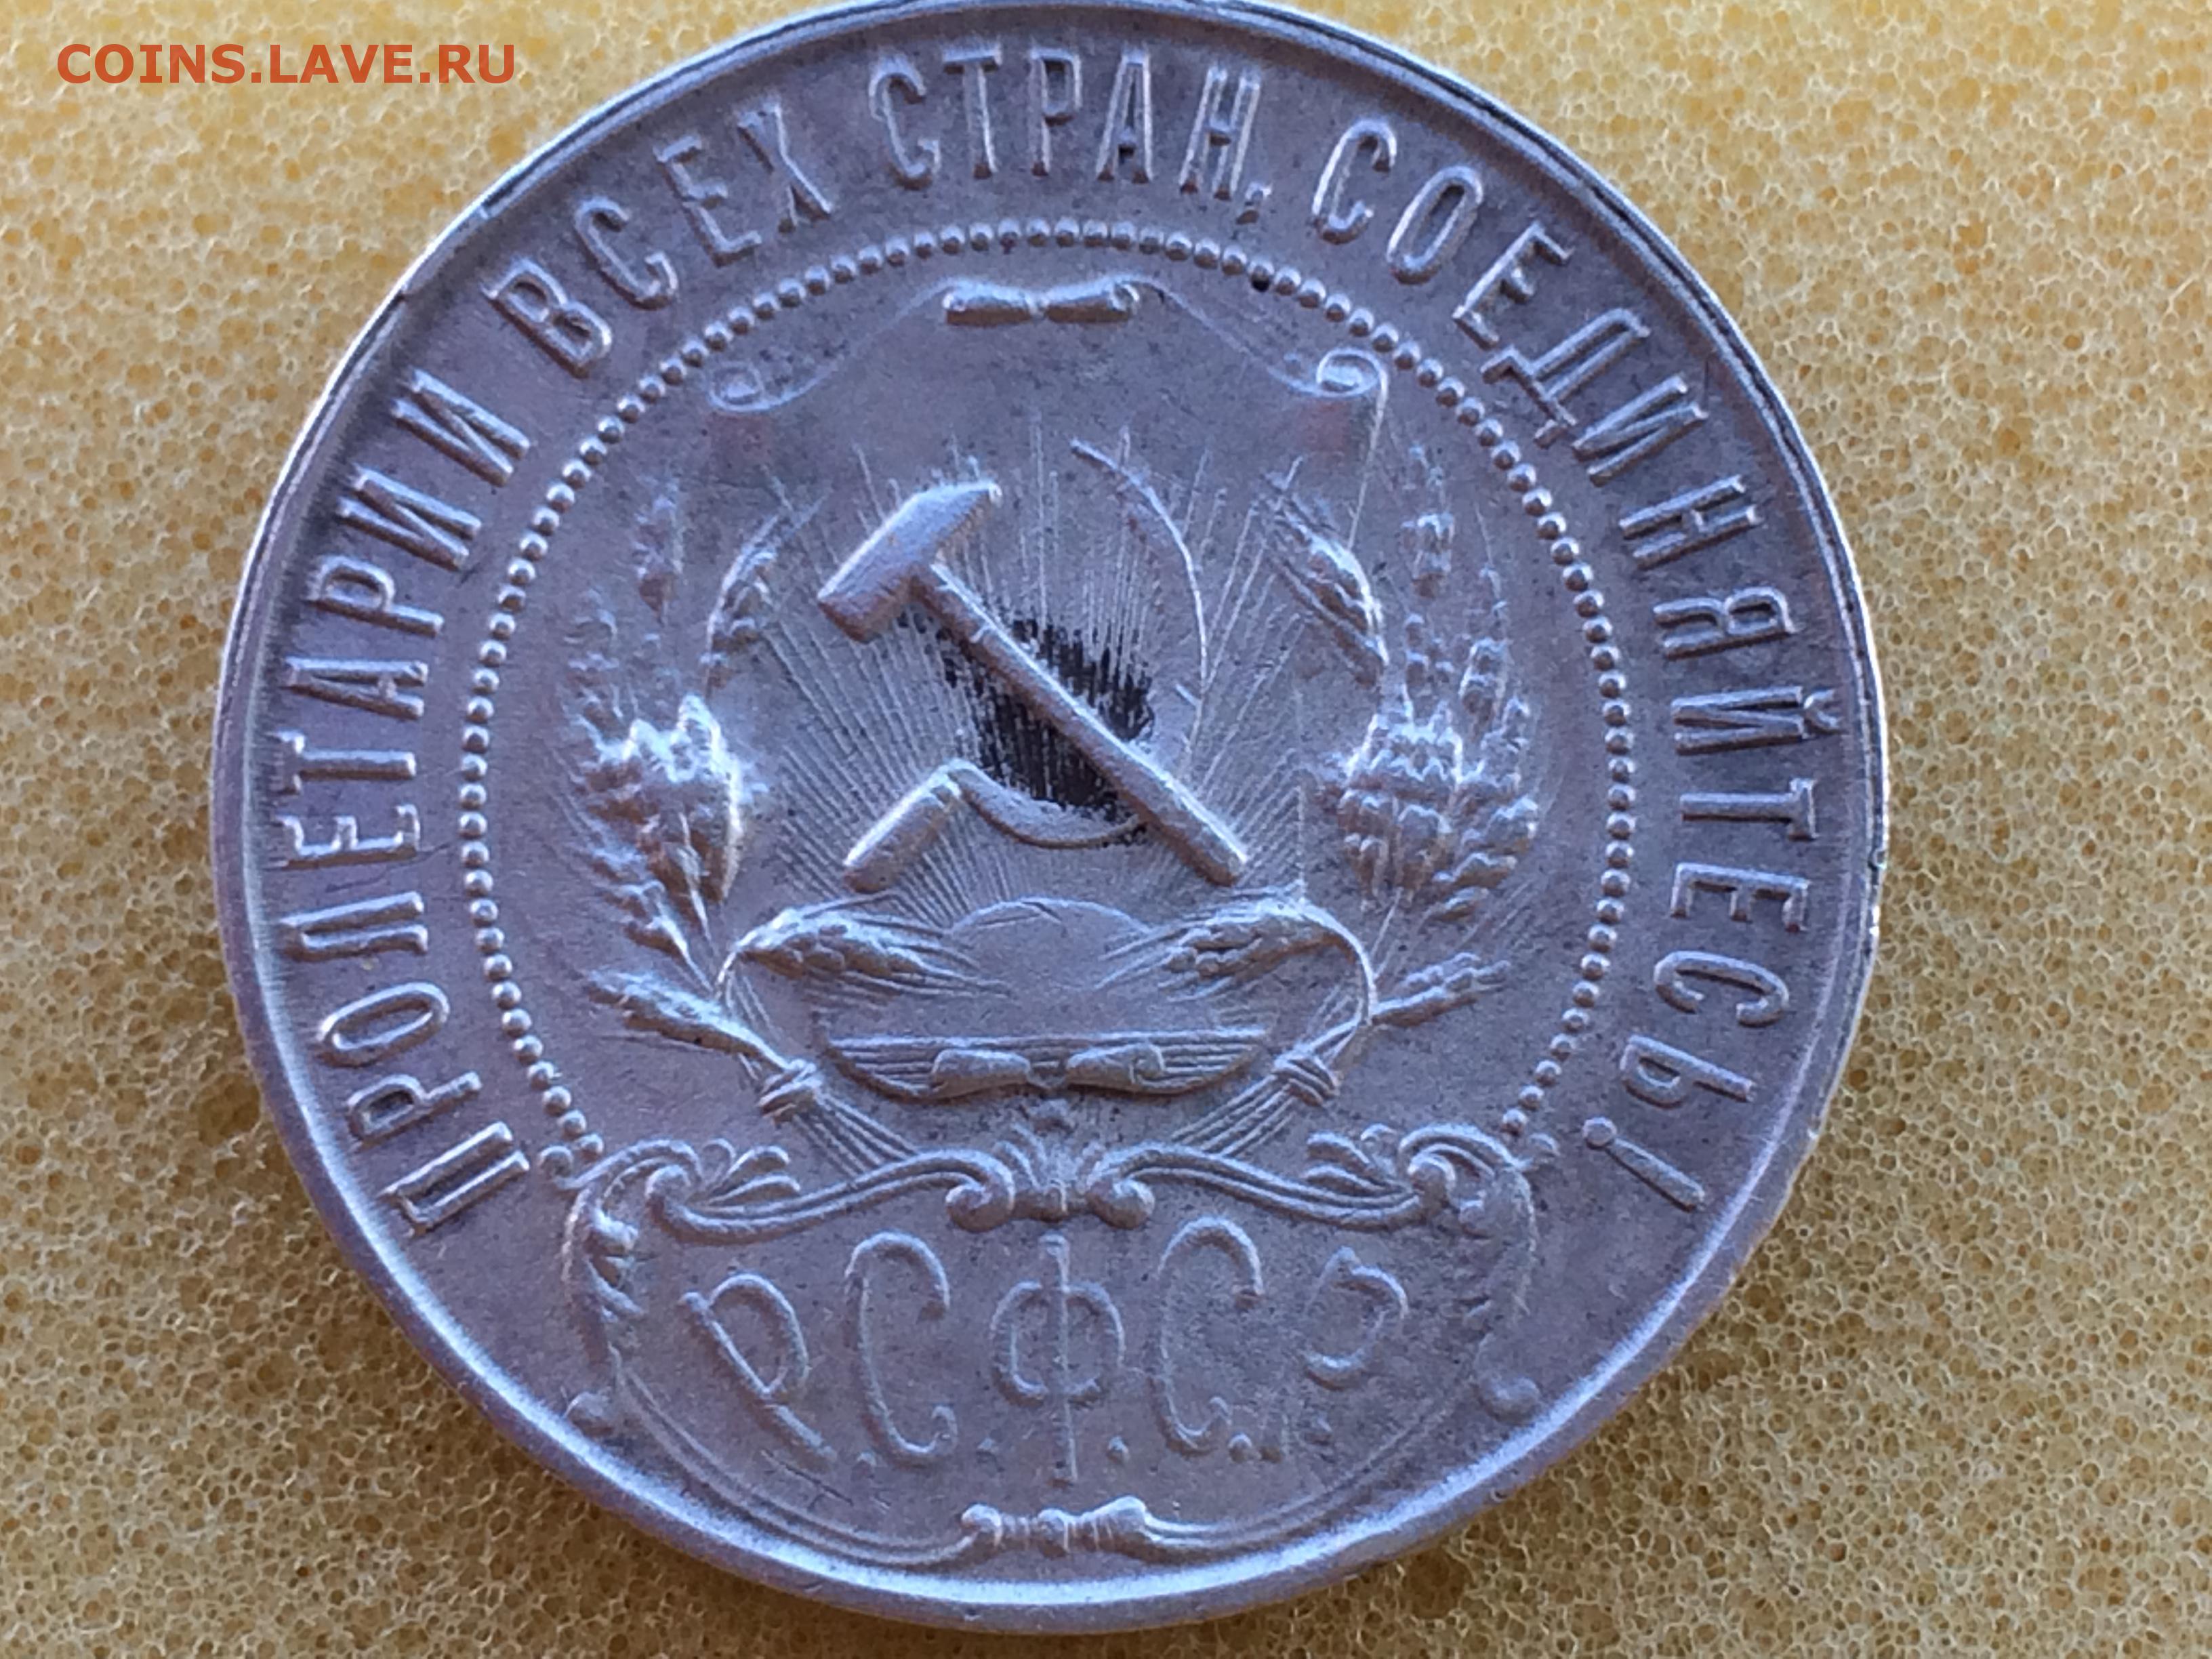 COINS.LAVE.RU
ПРОЛЕТАРИИ ВСЕХ СТРАН, СОЕДИНЯЙТЕСЬ!
Р.С.Ф.С.Р.